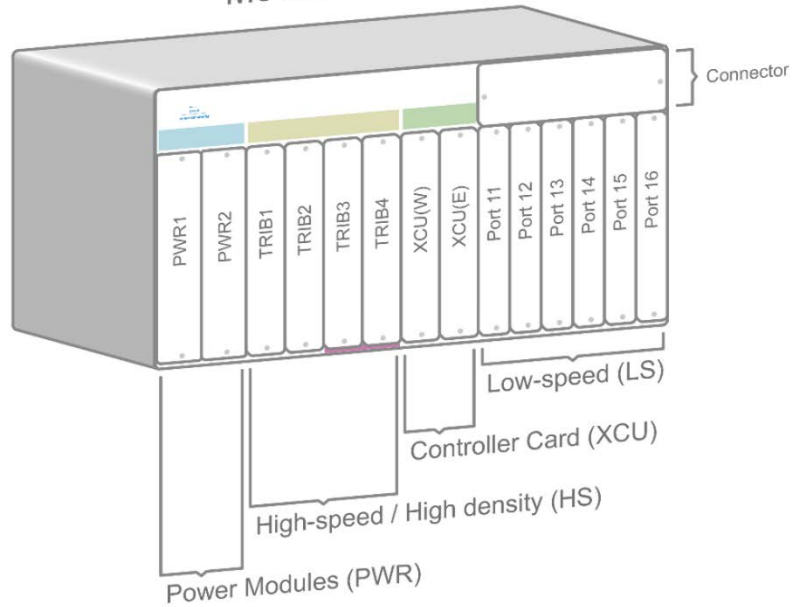 Connector
PWR1
PWR2
TRIB1
TRIB2
TRIB3
TRIB4
XCU(W)
XCU(E)
Port 11
Port 12
Port 13
Port 14
Port 15
Port 16
Low-speed (LS)
Controller Card (XCU)
High-speed / High density (HS)
Power Modules (PWR)